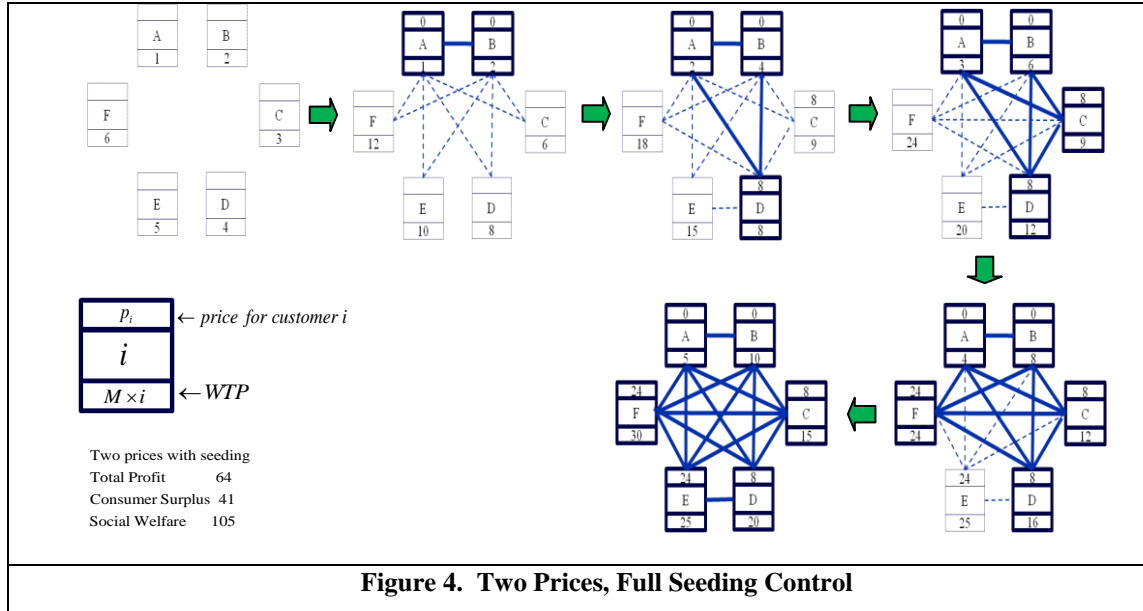 A
1
B
2
F
6
C
3
E
5
D
4
0
A
1
0
B
2
F
12
C
6
E
10
D
8
0
A
2
0
B
4
F
18
8
C
9
E
15
8
D
8
0
A
3
0
B
6
F
24
8
C
9
E
20
8
D
12
p_i
← price for customer i
i
M × i
← WTP
Two prices with seeding
Total Profit 64
Consumer Surplus 41
Social Welfare 105
0
A
5
0
B
10
24
F
30
8
C
15
24
E
25
8
D
20
0
A
4
0
B
8
24
F
24
8
C
12
24
E
25
8
D
16
Figure 4. Two Prices, Full Seeding Control